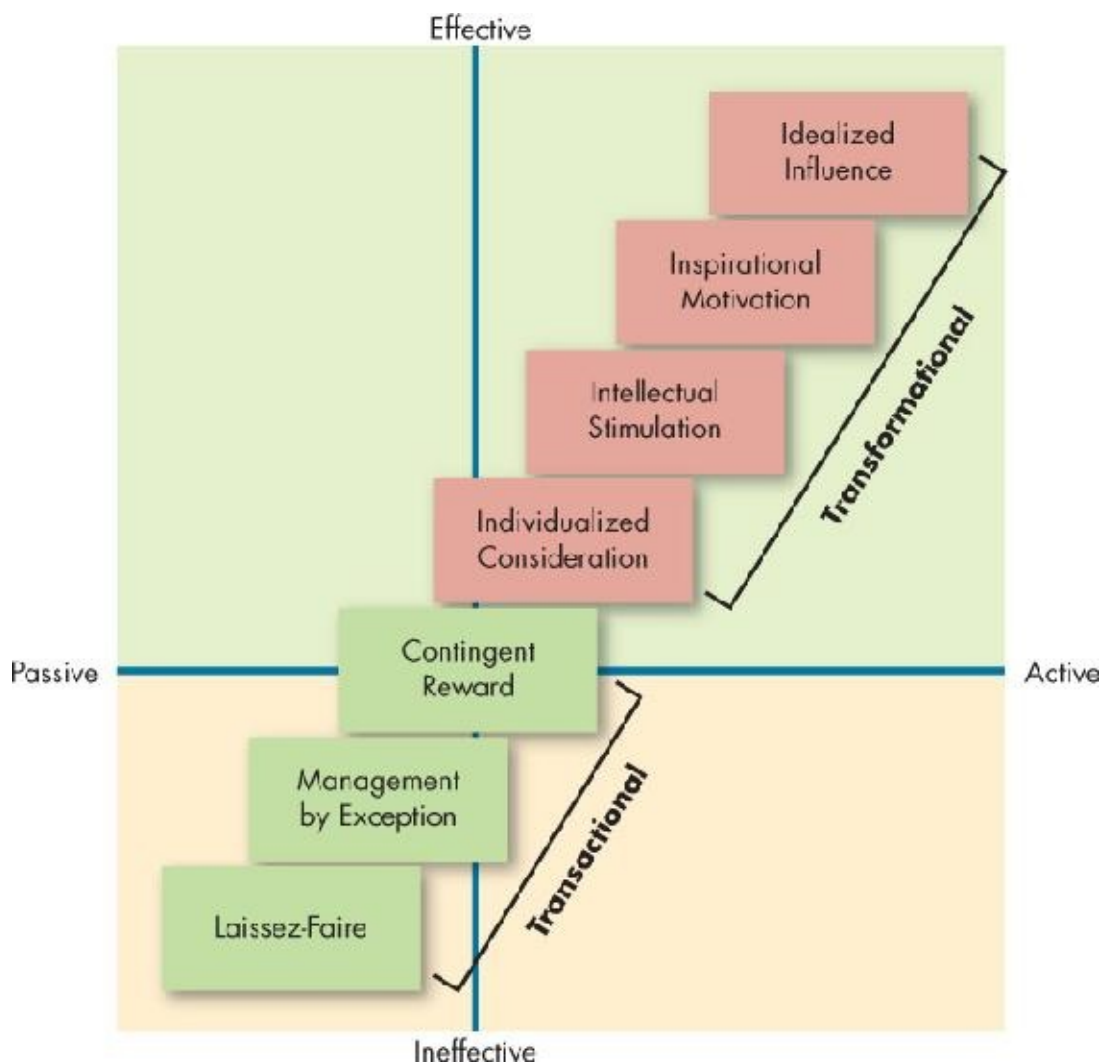 Effective
Idealized
Influence
Inspirational
Motivation
Intellectual
Stimulation
Transformational
Individualized
Consideration
Contingent
Reward
Passive
Active
Management
by Exception
Transactional
Laissez-Faire
Ineffective